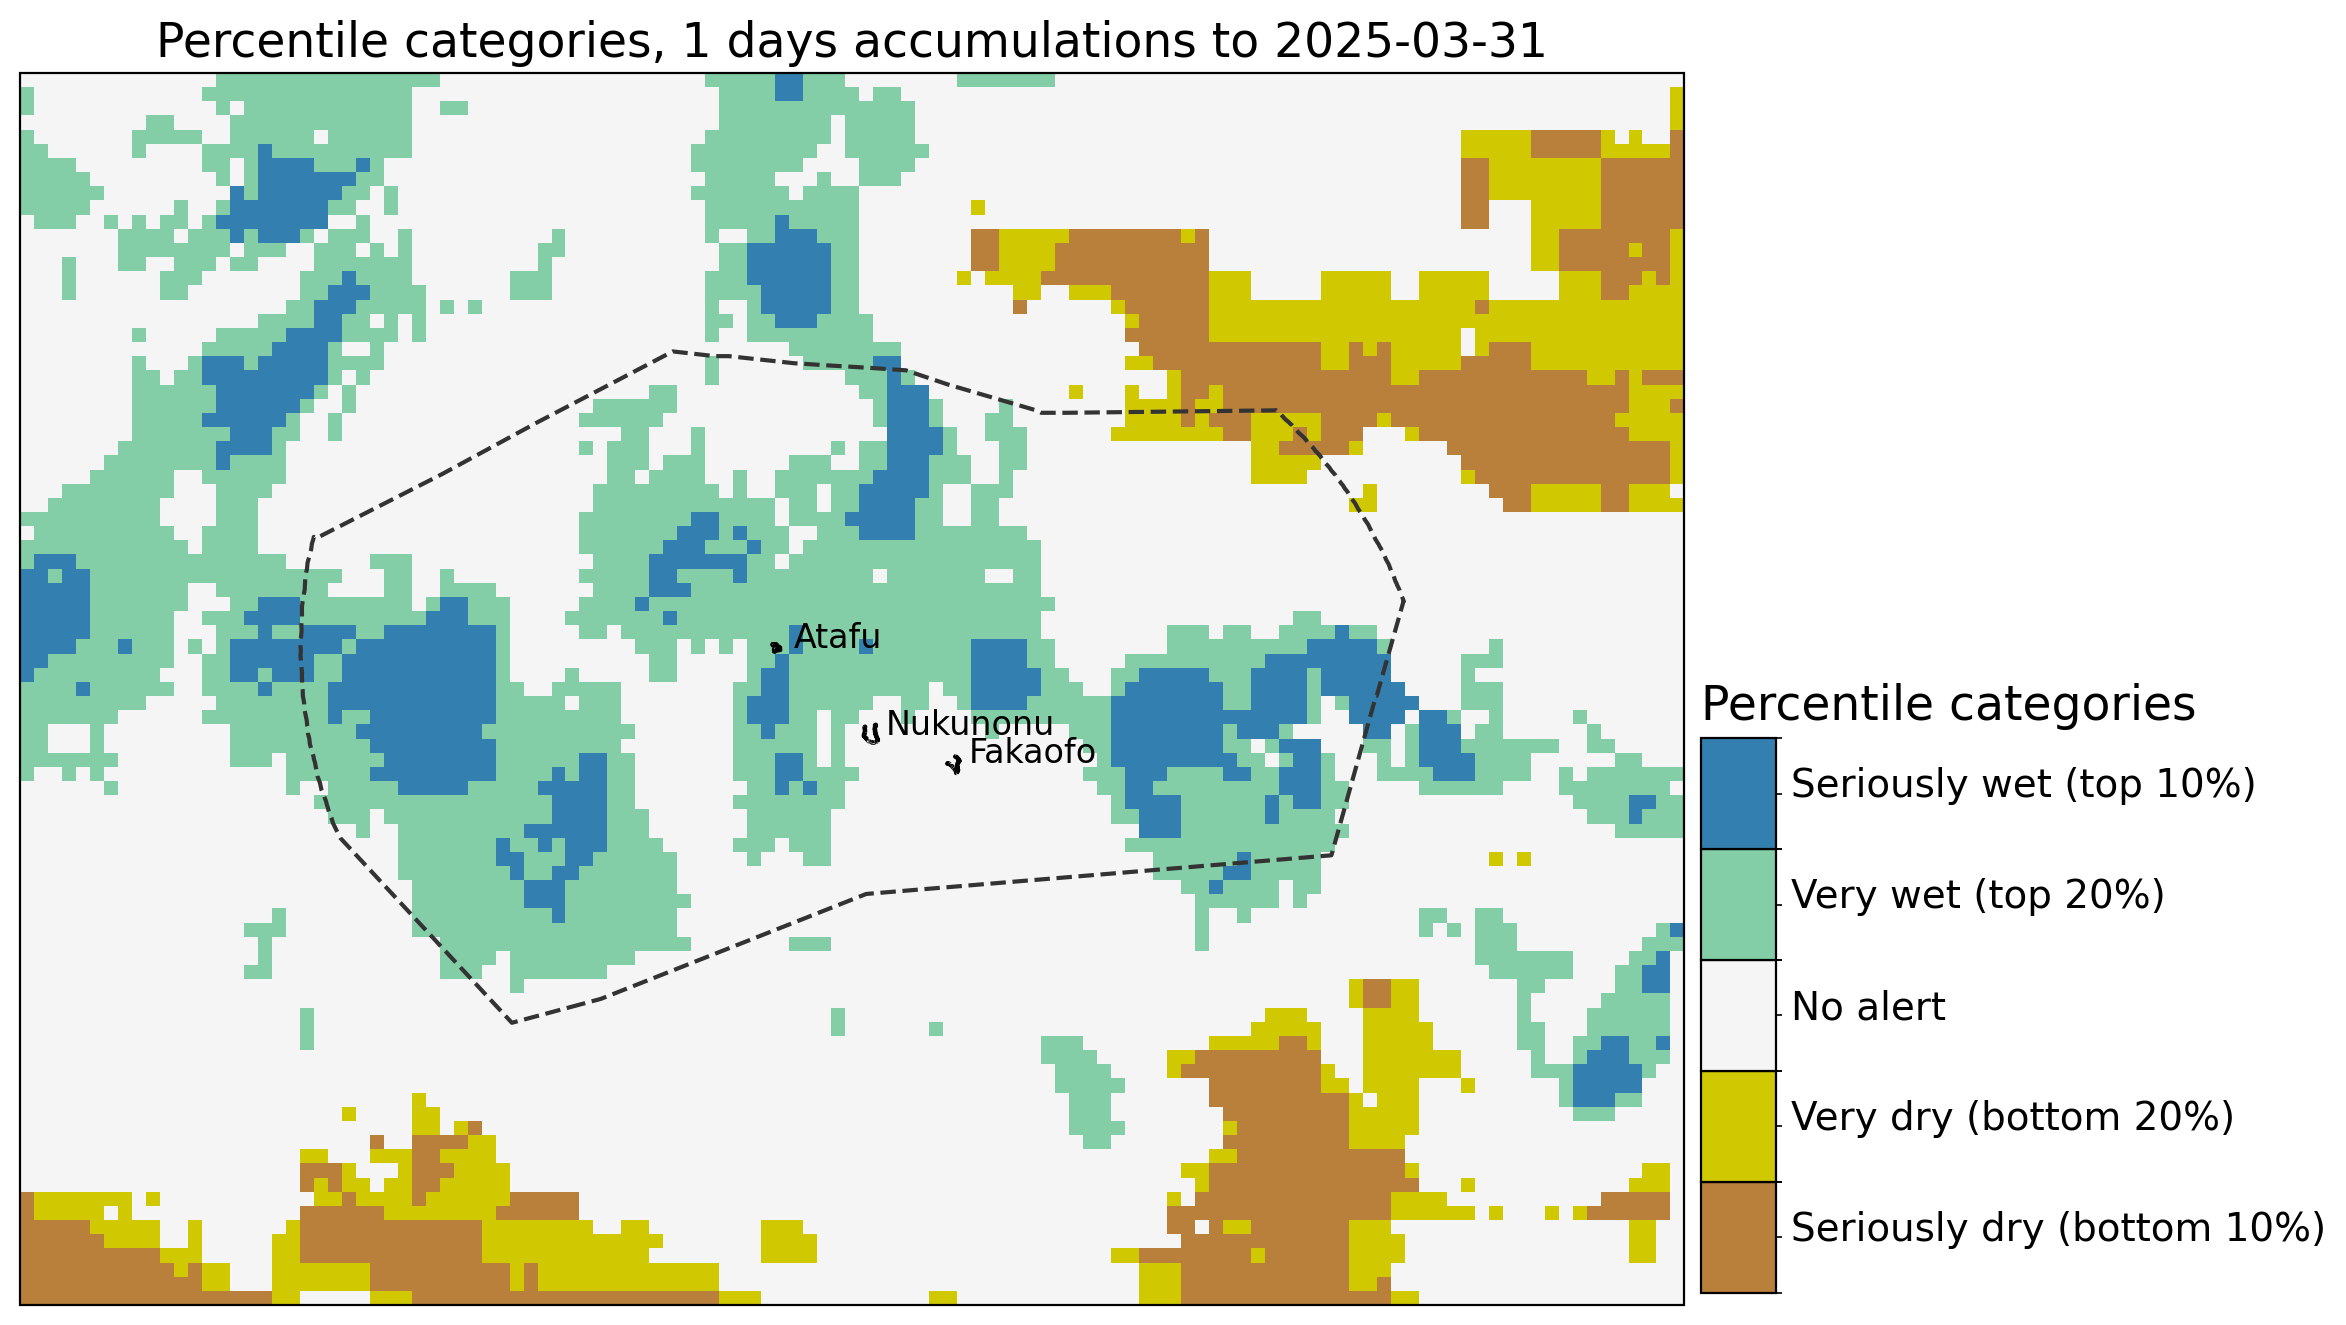 Percentile categories, 1 days accumulations to 2025-03-31
Atafu
Nukunonu
Fakaofo
Percentile categories
Seriously wet (top 10%)
Very wet (top 20%)
No alert
Very dry (bottom 20%)
Seriously dry (bottom 10%)